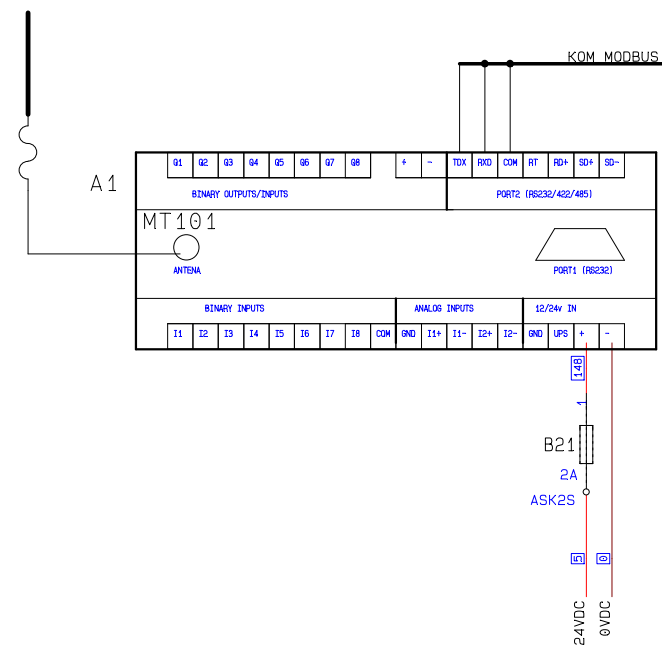 KOM MODBUS
Q1 Q2 Q3 Q4 Q5 Q6 Q7 Q8 + - TDX RXD COM RT RD+ SD+ SD-
A1
BINARY OUTPUTS/INPUTS
PORT2 (RS232/422/485)
MT101
ANTENA
PORT1 (RS232)
BINARY INPUTS
ANALOG INPUTS
12/24v IN
I1 I2 I3 I4 I5 I6 I7 I8 COM GND I1+ I1- I2+ I2- GND UPS + -
148
1
B21
2A
ASK2S
5
0
24VDC
0VDC